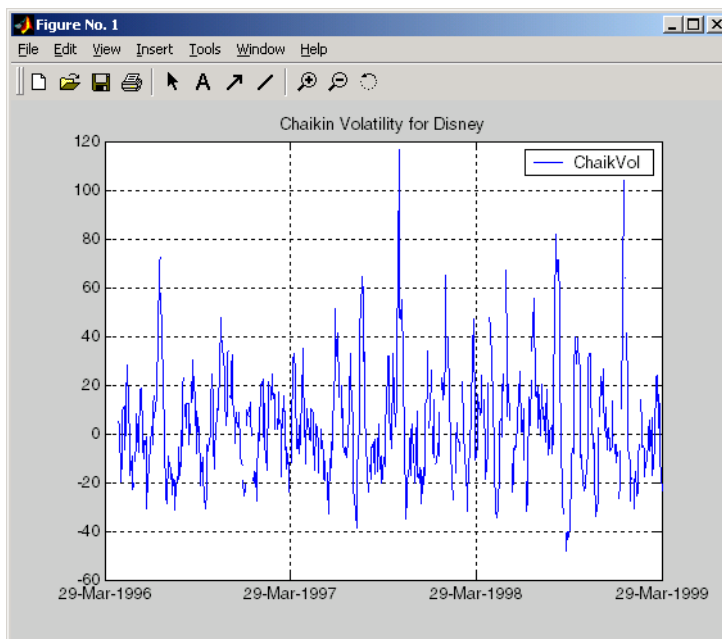 Figure No. 1
File Edit View Insert Tools Window Help
A
Chaikin Volatility for Disney
ChaikVol
120
100
80
60
40
20
0
-20
-40
-60
29-Mar-1996 29-Mar-1997 29-Mar-1998 29-Mar-1999